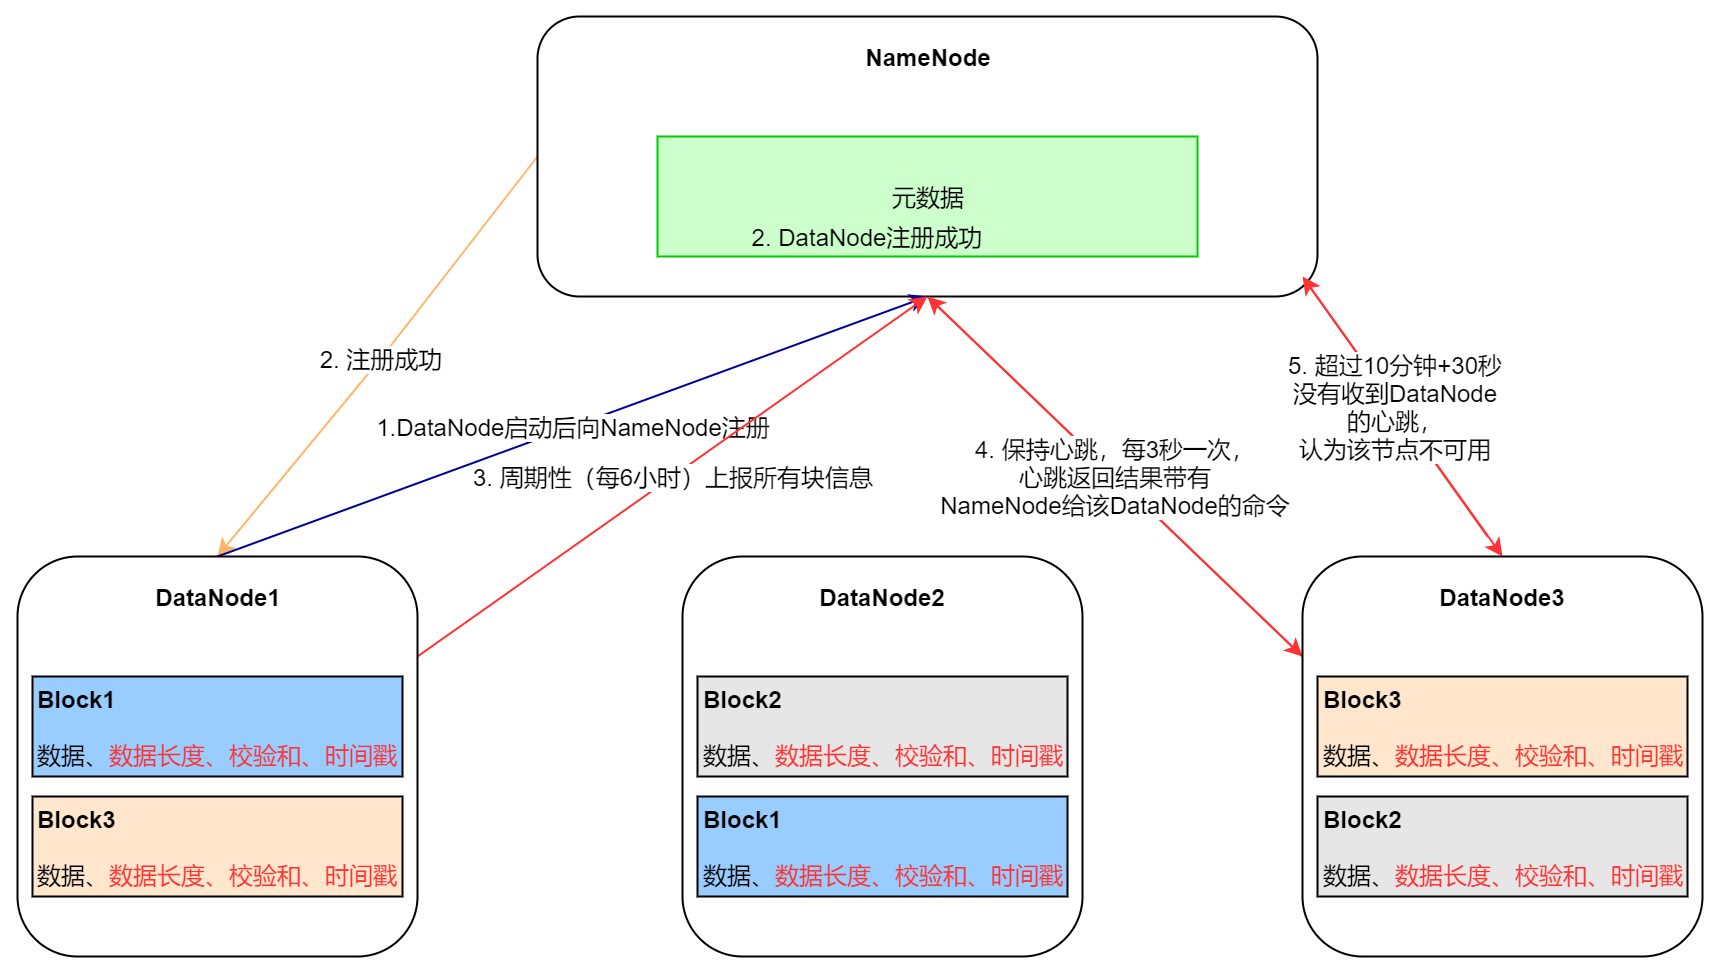 NameNode
元数据
2. DataNode注册成功
2. 注册成功
1.DataNode启动后向NameNode注册
3. 周期性（每6小时）上报所有块信息
4. 保持心跳，每3秒一次，
心跳返回结果带有
NameNode给该DataNode的命令
5. 超过10分钟+30秒
没有收到DataNode
的心跳，
认为该节点不可用
DataNode1
Block1
数据、数据长度、校验和、时间戳
Block3
数据、数据长度、校验和、时间戳
DataNode2
Block2
数据、数据长度、校验和、时间戳
Block1
数据、数据长度、校验和、时间戳
DataNode3
Block3
数据、数据长度、校验和、时间戳
Block2
数据、数据长度、校验和、时间戳